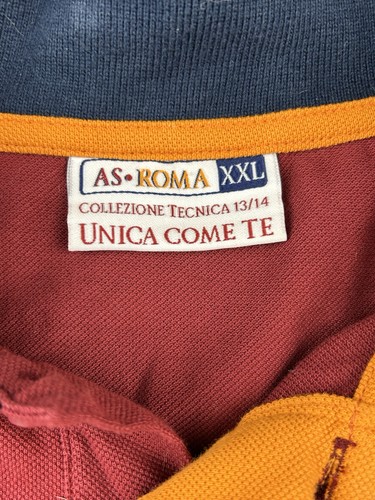 AS•ROMA XXL
COLLEZIONE TECNICA 13/14
UNICA COME TE